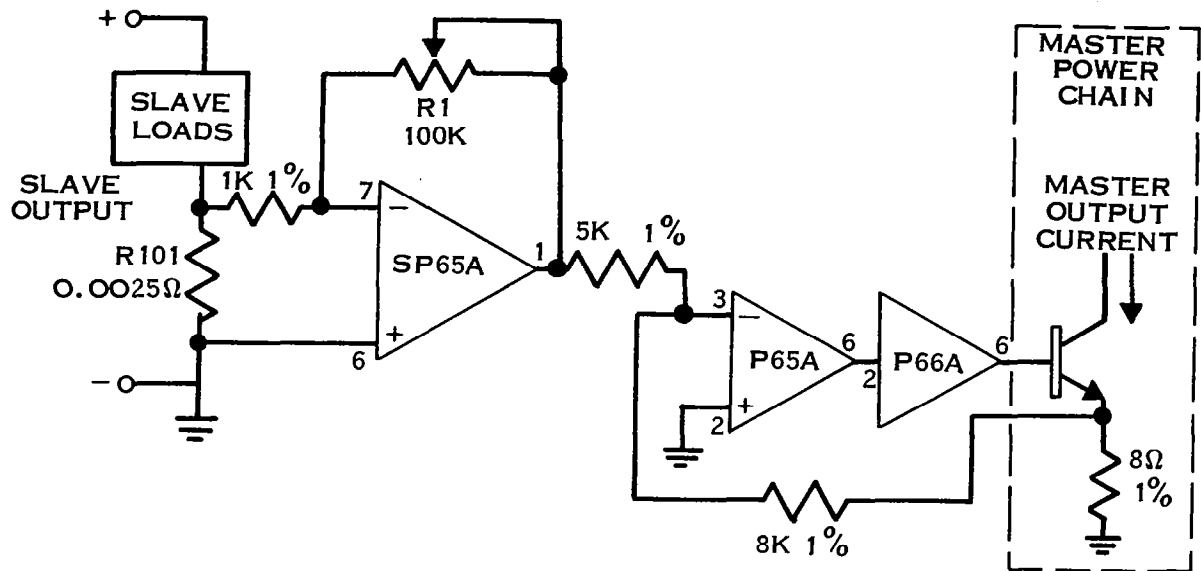 +
SLAVE
LOADS
SLAVE
OUTPUT
1K 1%
R101
0.0025Ω
−
R1
100K
7
−
SP65A
1
+
6
5K 1%
3
−
P65A
6
+
2
2
P66A
6
8K 1%
MASTER
POWER
CHAIN
MASTER
OUTPUT
CURRENT
8Ω
1%